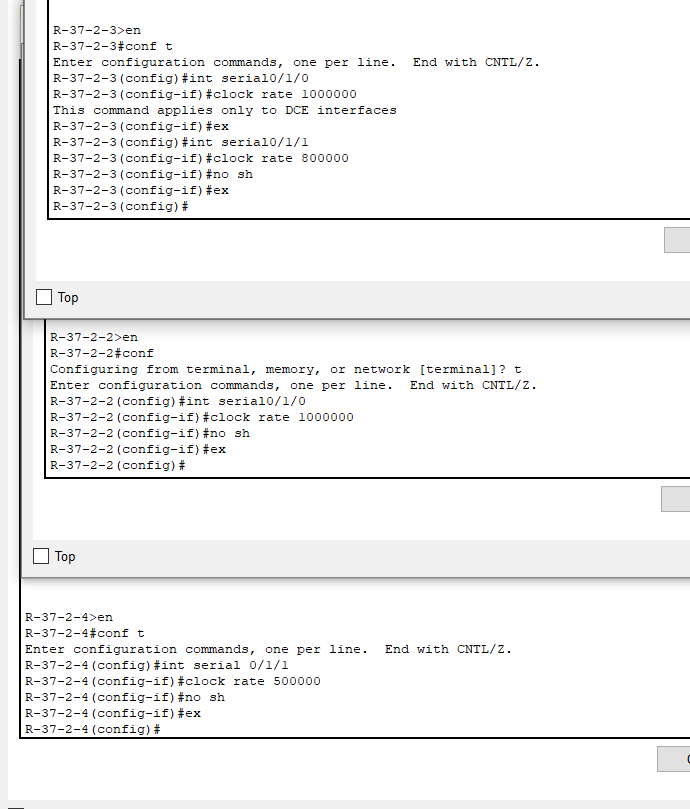 R-37-2-3>en
R-37-2-3#conf t
Enter configuration commands, one per line.  End with CNTL/Z.
R-37-2-3(config)#int serial0/1/0
R-37-2-3(config-if)#clock rate 1000000
This command applies only to DCE interfaces
R-37-2-3(config-if)#ex
R-37-2-3(config)#int serial0/1/1
R-37-2-3(config-if)#clock rate 800000
R-37-2-3(config-if)#no sh
R-37-2-3(config-if)#ex
R-37-2-3(config)#
Top
R-37-2-2>en
R-37-2-2#conf
Configuring from terminal, memory, or network [terminal]? t
Enter configuration commands, one per line.  End with CNTL/Z.
R-37-2-2(config)#int serial0/1/0
R-37-2-2(config-if)#clock rate 1000000
R-37-2-2(config-if)#no sh
R-37-2-2(config-if)#ex
R-37-2-2(config)#
Top
R-37-2-4>en
R-37-2-4#conf t
Enter configuration commands, one per line.  End with CNTL/Z.
R-37-2-4(config)#int serial 0/1/1
R-37-2-4(config-if)#clock rate 500000
R-37-2-4(config-if)#no sh
R-37-2-4(config-if)#ex
R-37-2-4(config)#